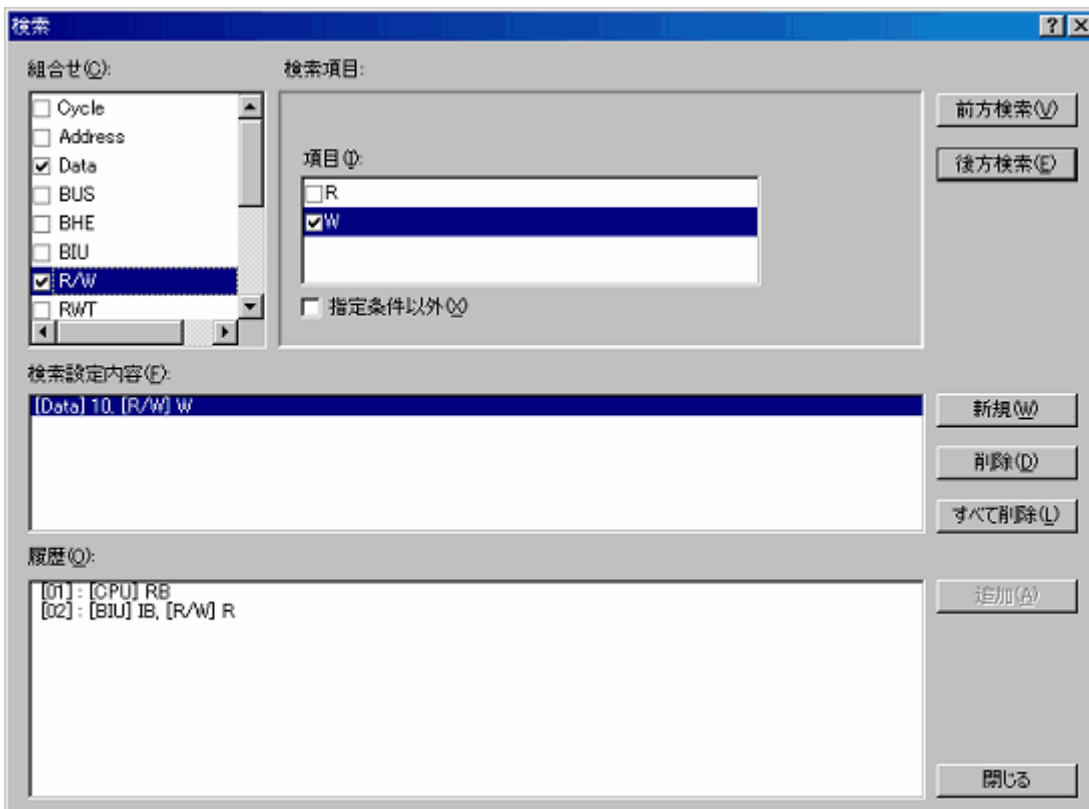 検索
組合せ(C):
検索項目:
Cycle
Address
Data
BUS
BHE
BIU
R/W
RWT
項目(I):
R
W
指定条件以外(X)
前方検索(V)
後方検索(E)
検索設定内容(F):
[Data] 10, [R/W] W
新規(W)
削除(D)
すべて削除(L)
履歴(O):
[01] : [CPU] RB
[02] : [BIU] IB, [R/W] R
追加(A)
閉じる